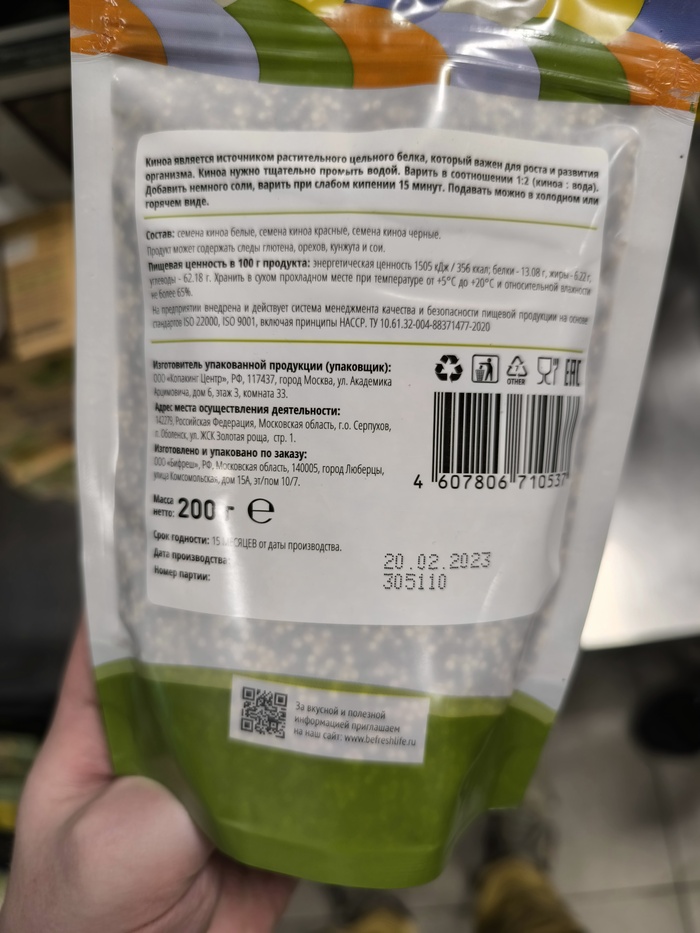 Киноа является источником растительного цельного белка, который важен для роста и развития
организма. Киноа нужно тщательно промыть водой. Варить в соотношении 1:2 (киноа : вода).
Добавить немного соли, варить при слабом кипении 15 минут. Подавать можно в холодном или
горячем виде.
Состав: семена киноа белые, семена киноа красные, семена киноа черные.
Продукт может содержать следы глютена, орехов, кунжута и сои.
Пищевая ценность в 100 г продукта: энергетическая ценность 1505 кДж / 356 ккал; белки - 13.08 г, жиры - 6.22 г,
углеводы - 62.18 г. Хранить в сухом прохладном месте при температуре от +5°C до +20°C и относительной влажности
не более 65%.
На предприятии внедрена и действует система менеджмента качества и безопасности пищевой продукции на основе
стандартов ISO 22000, ISO 9001, включая принципы HACCP. ТУ 10.61.32-004-88371477-2020
Изготовитель упакованной продукции (упаковщик):
ООО «Копакинг Центр», РФ, 117437, город Москва, ул. Академика
Арцимовича, дом 6, этаж 3, комната 33.
Адрес места осуществления деятельности:
142279, Российская Федерация, Московская область, г.о. Серпухов,
п. Оболенск, ул. ЖСК Золотая роща, стр. 1.
Изготовлено и упаковано по заказу:
ООО «Бифреш», РФ, Московская область, 140005, город Люберцы,
улица Комсомольская, дом 15А, эт/пом 10/7.
7
OTHER
EAC
4 607806 710537
Масса
нетто: 200 г ℮
Срок годности: 15 МЕСЯЦЕВ от даты производства.
Дата производства: 20.02.2023
Номер партии: 305110
За вкусной и полезной
информацией приглашаем
на наш сайт: www.befreshlife.ru